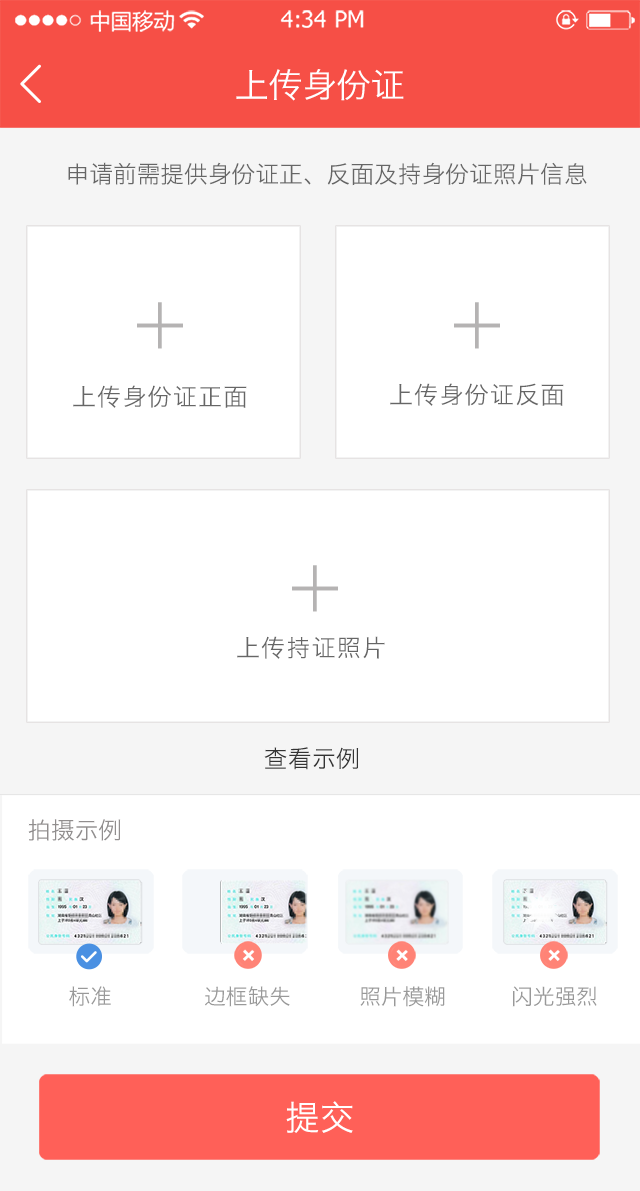 中国移动 4:34 PM
上传身份证
申请前需提供身份证正、反面及持身份证照片信息
上传身份证正面 上传身份证反面
上传持证照片
查看示例
拍摄示例
标准 边框缺失 照片模糊 闪光强烈
提交